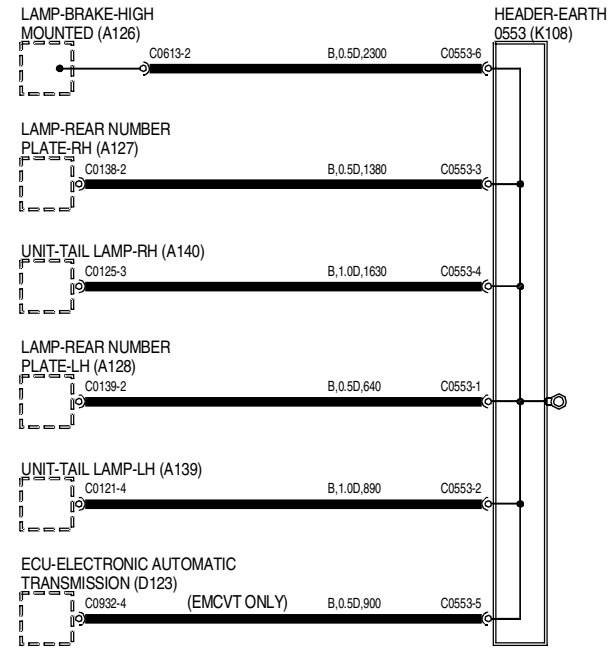 LAMP-BRAKE-HIGH
MOUNTED (A126)
HEADER-EARTH
0553 (K108)
C0613-2
B,0.5D,2300
C0553-6
LAMP-REAR NUMBER
PLATE-RH (A127)
C0138-2
B,0.5D,1380
C0553-3
UNIT-TAIL LAMP-RH (A140)
C0125-3
B,1.0D,1630
C0553-4
LAMP-REAR NUMBER
PLATE-LH (A128)
C0139-2
B,0.5D,640
C0553-1
UNIT-TAIL LAMP-LH (A139)
C0121-4
B,1.0D,890
C0553-2
ECU-ELECTRONIC AUTOMATIC
TRANSMISSION (D123)
C0932-4
(EMCVT ONLY)
B,0.5D,900
C0553-5